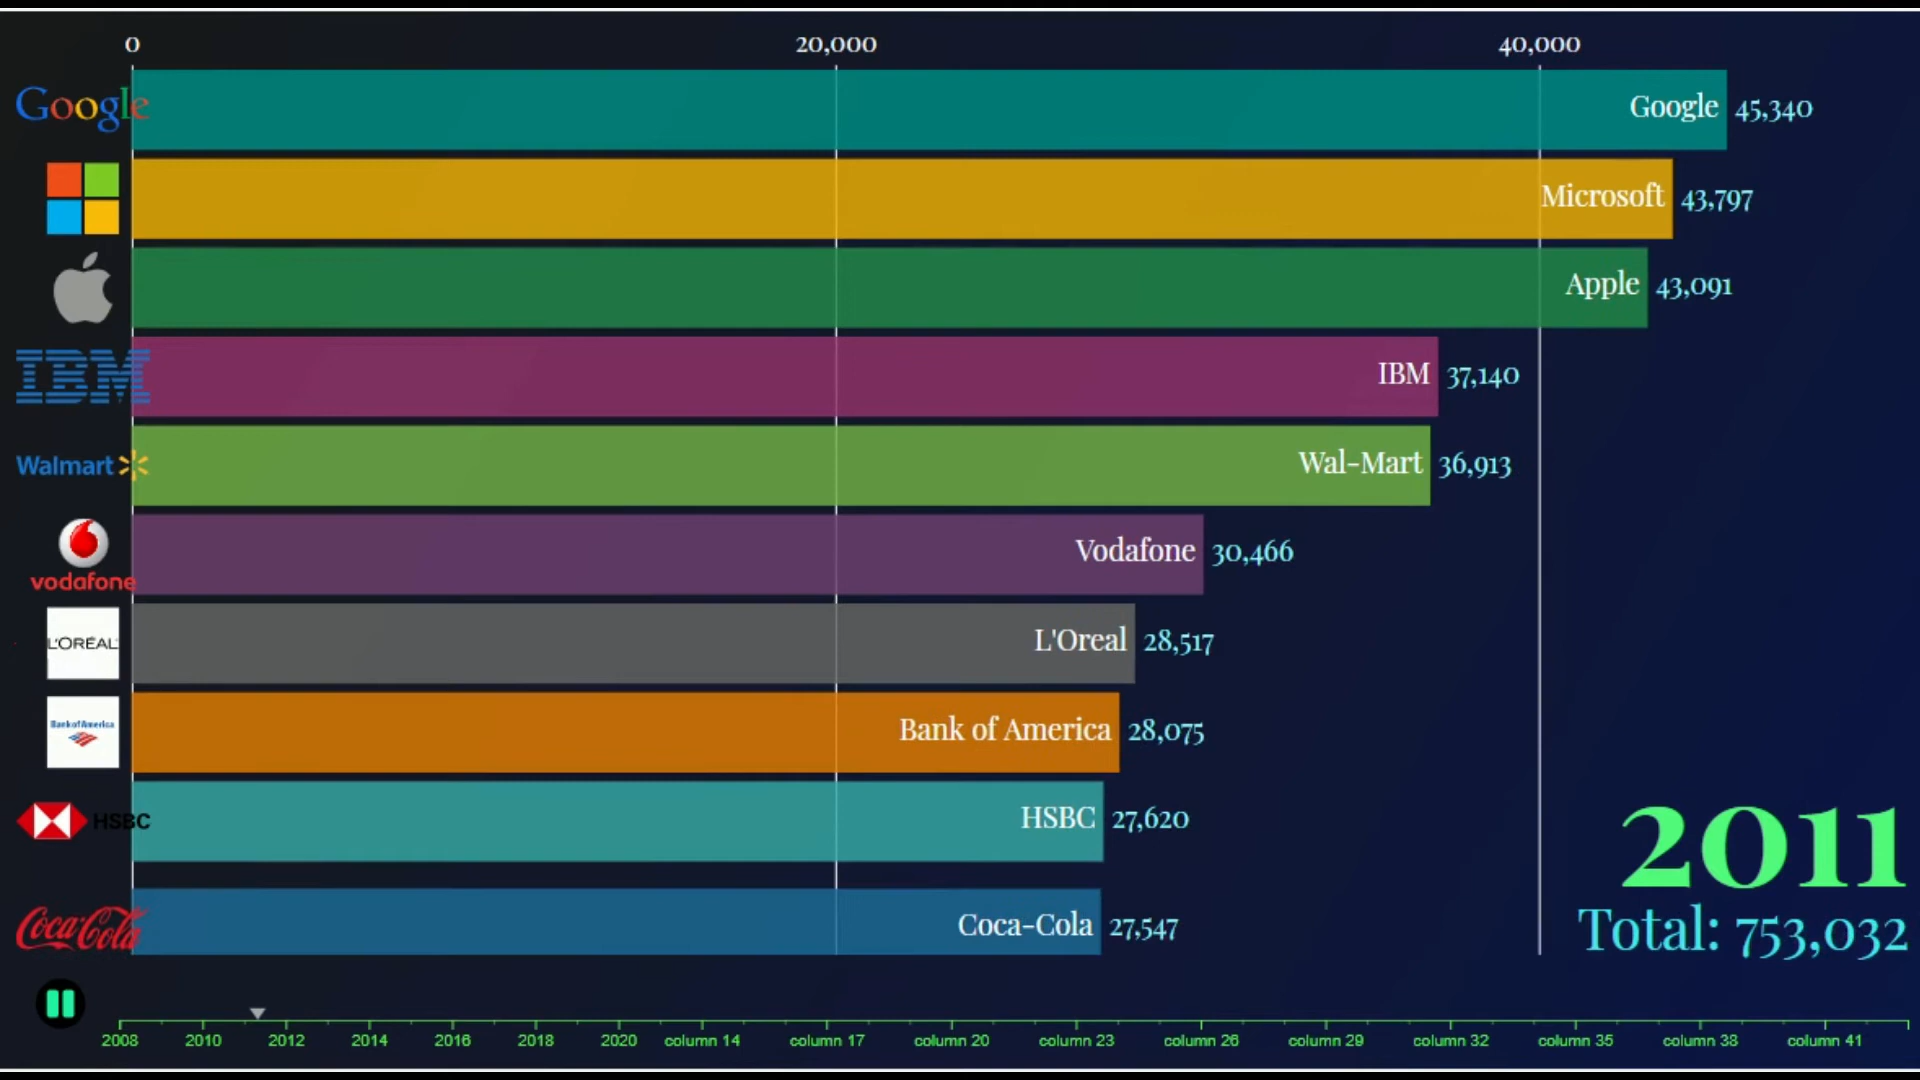 0 20,000 40,000
Google Google 45,340
Microsoft 43,797
Apple 43,091
IBM IBM 37,140
Walmart Wal-Mart 36,913
Vodafone 30,466
vodafone
L'ORÉAL L'Oreal 28,517
Bank of America Bank of America 28,075
HSBC HSBC 27,620
2011
Coca-Cola Coca-Cola 27,547
Total: 753,032
2008 2010 2012 2014 2016 2018 2020 column 14 column 17 column 20 column 23 column 26 column 29 column 32 column 35 column 38 column 41